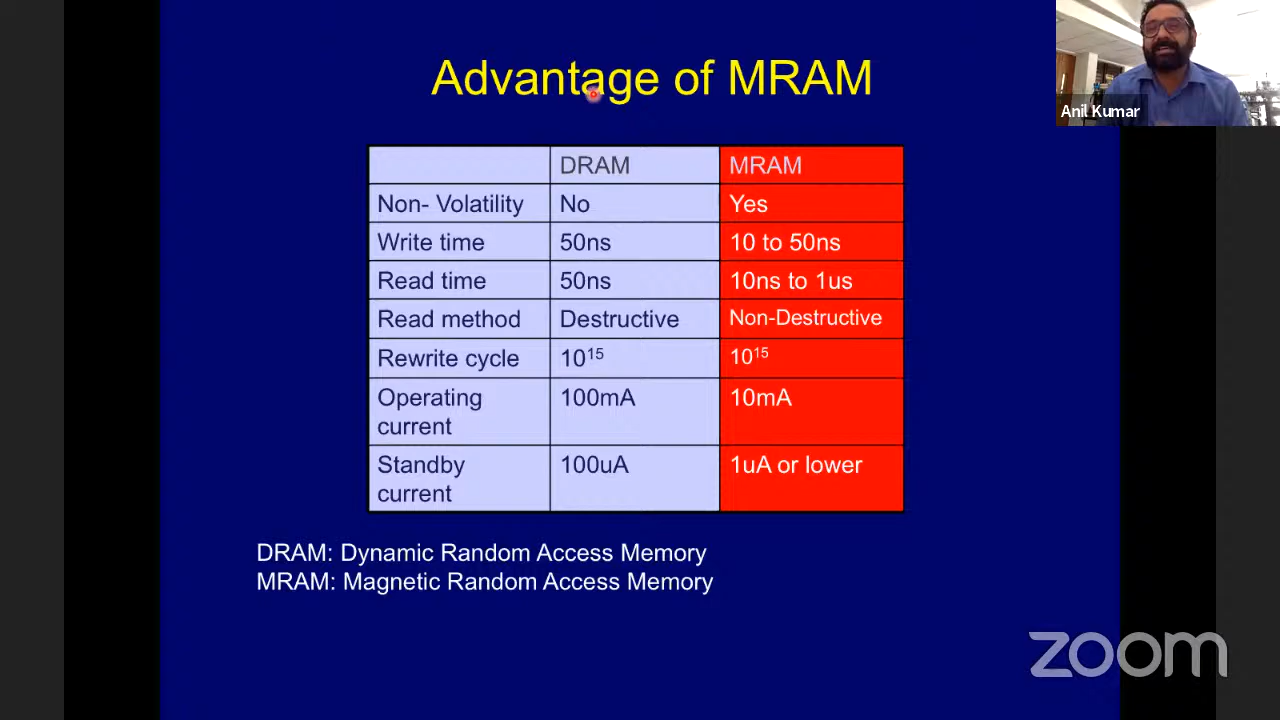 Advantage of MRAM
Anil Kumar
DRAM MRAM
Non- Volatility No Yes
Write time 50ns 10 to 50ns
Read time 50ns 10ns to 1us
Read method Destructive Non-Destructive
Rewrite cycle 10¹⁵ 10¹⁵
Operating 100mA 10mA
current
Standby 100uA 1uA or lower
current
DRAM: Dynamic Random Access Memory
MRAM: Magnetic Random Access Memory
zoom